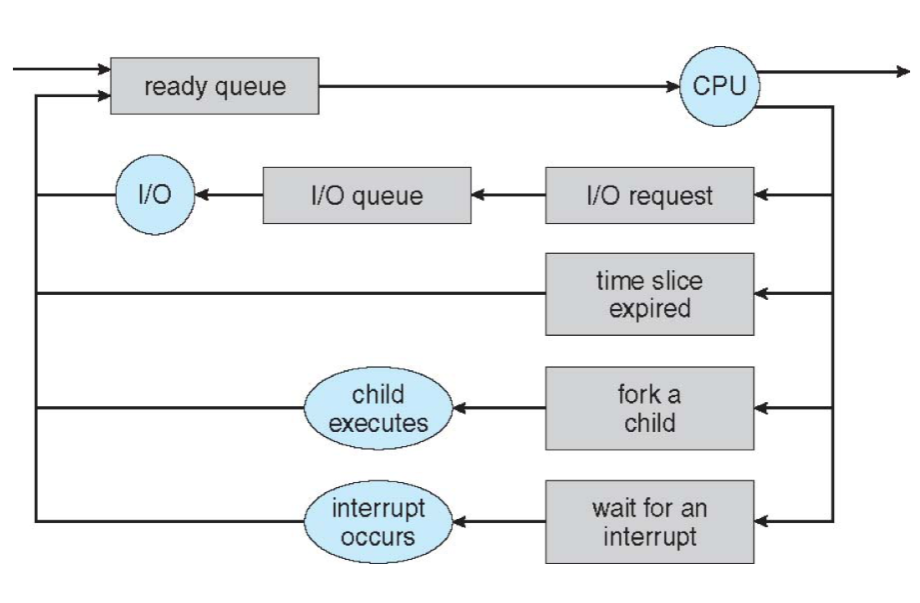 ready queue
CPU
I/O
I/O queue
I/O request
time slice
expired
child
executes
fork a
child
interrupt
occurs
wait for an
interrupt